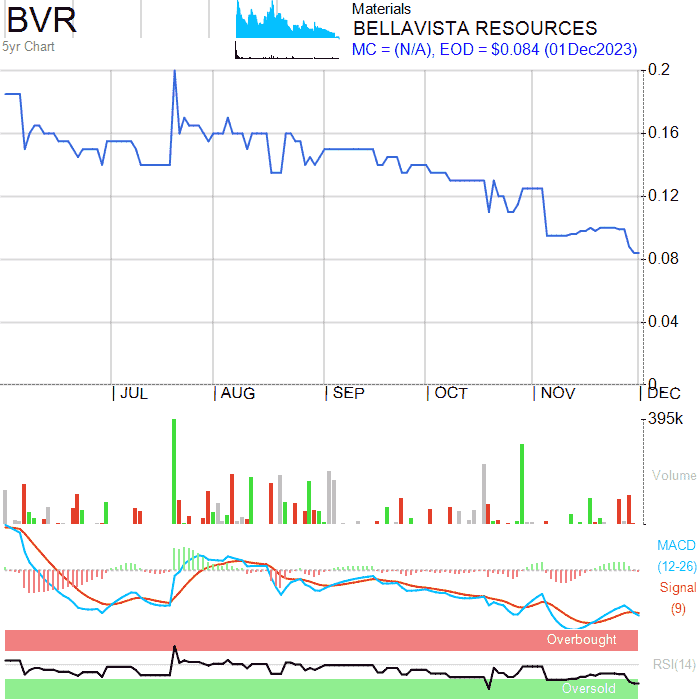 BVR
5yr Chart
Materials
BELLAVISTA RESOURCES
MC = (N/A), EOD = $0.084 (01Dec2023)
0.2
0.16
0.12
0.08
0.04
0
JUL
AUG
SEP
OCT
NOV
DEC
395k
Volume
MACD
(12-26)
Signal
(9)
Overbought
RSI(14)
Oversold